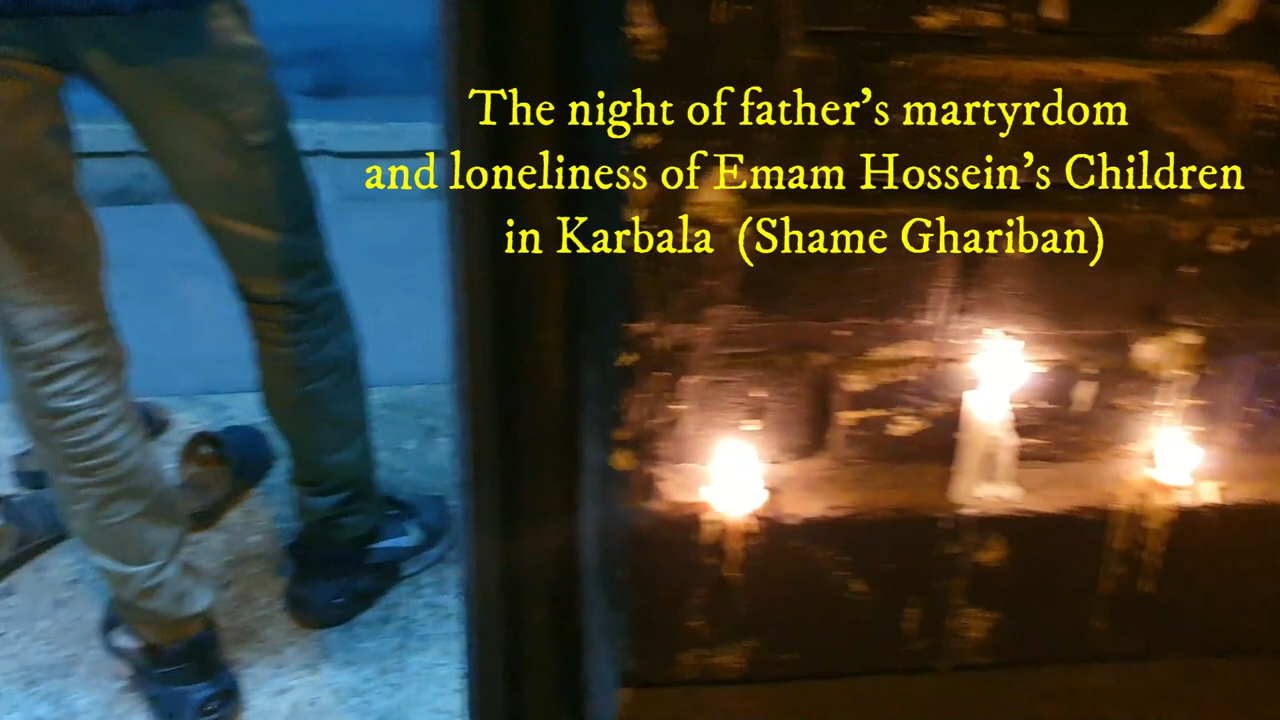 The night of father's martyrdom
and loneliness of Emam Hossein's Children
in Karbala (Shame Ghariban)